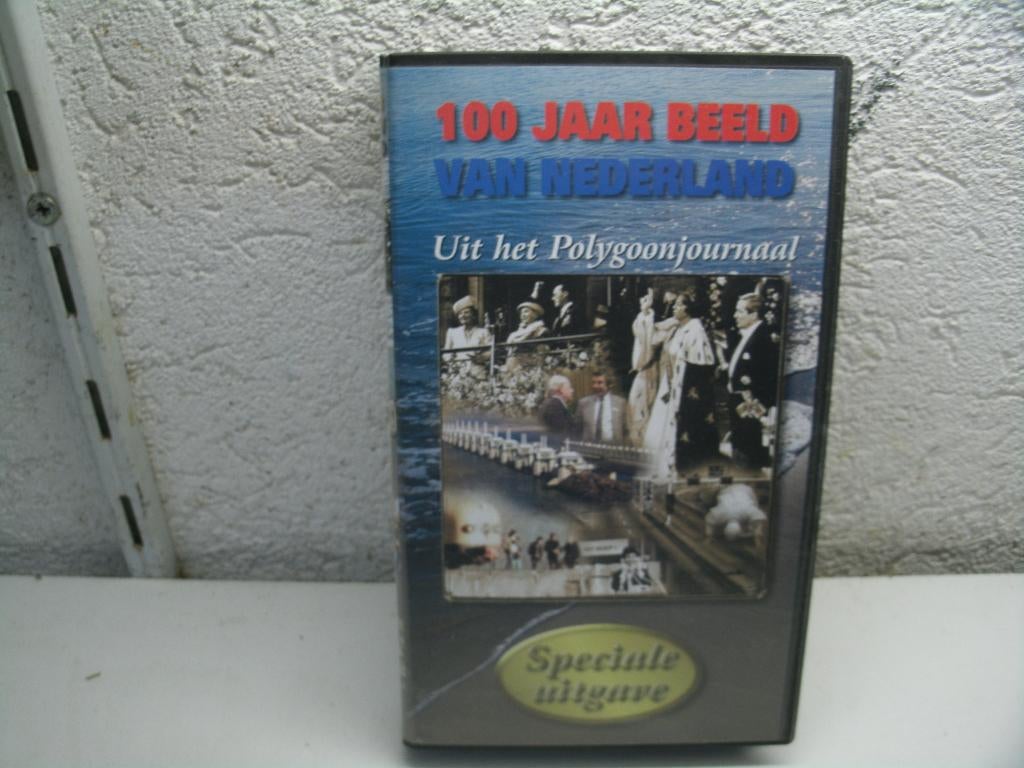 100 JAAR BEELD
VAN NEDERLAND
Uit het Polygoonjournaal
Speciale
uitgave